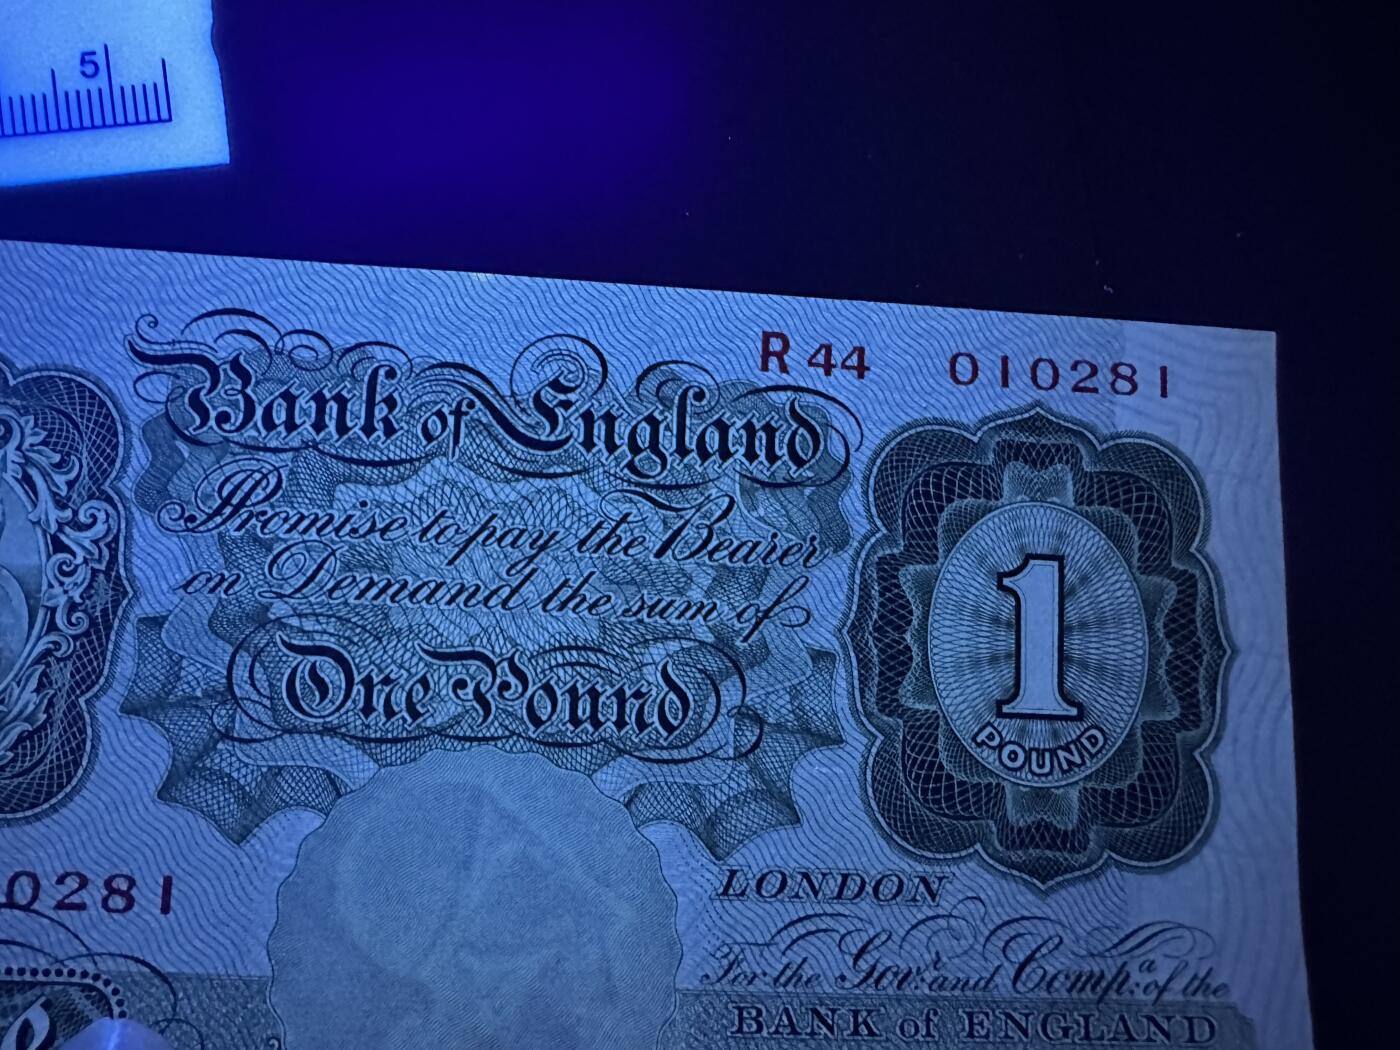 5
R 44 010281
Bank of England
Promise to pay the Bearer
on Demand the sum of
One Pound
1
POUND
0281
LONDON
For the Govr. and Compa. of the
BANK of ENGLAND